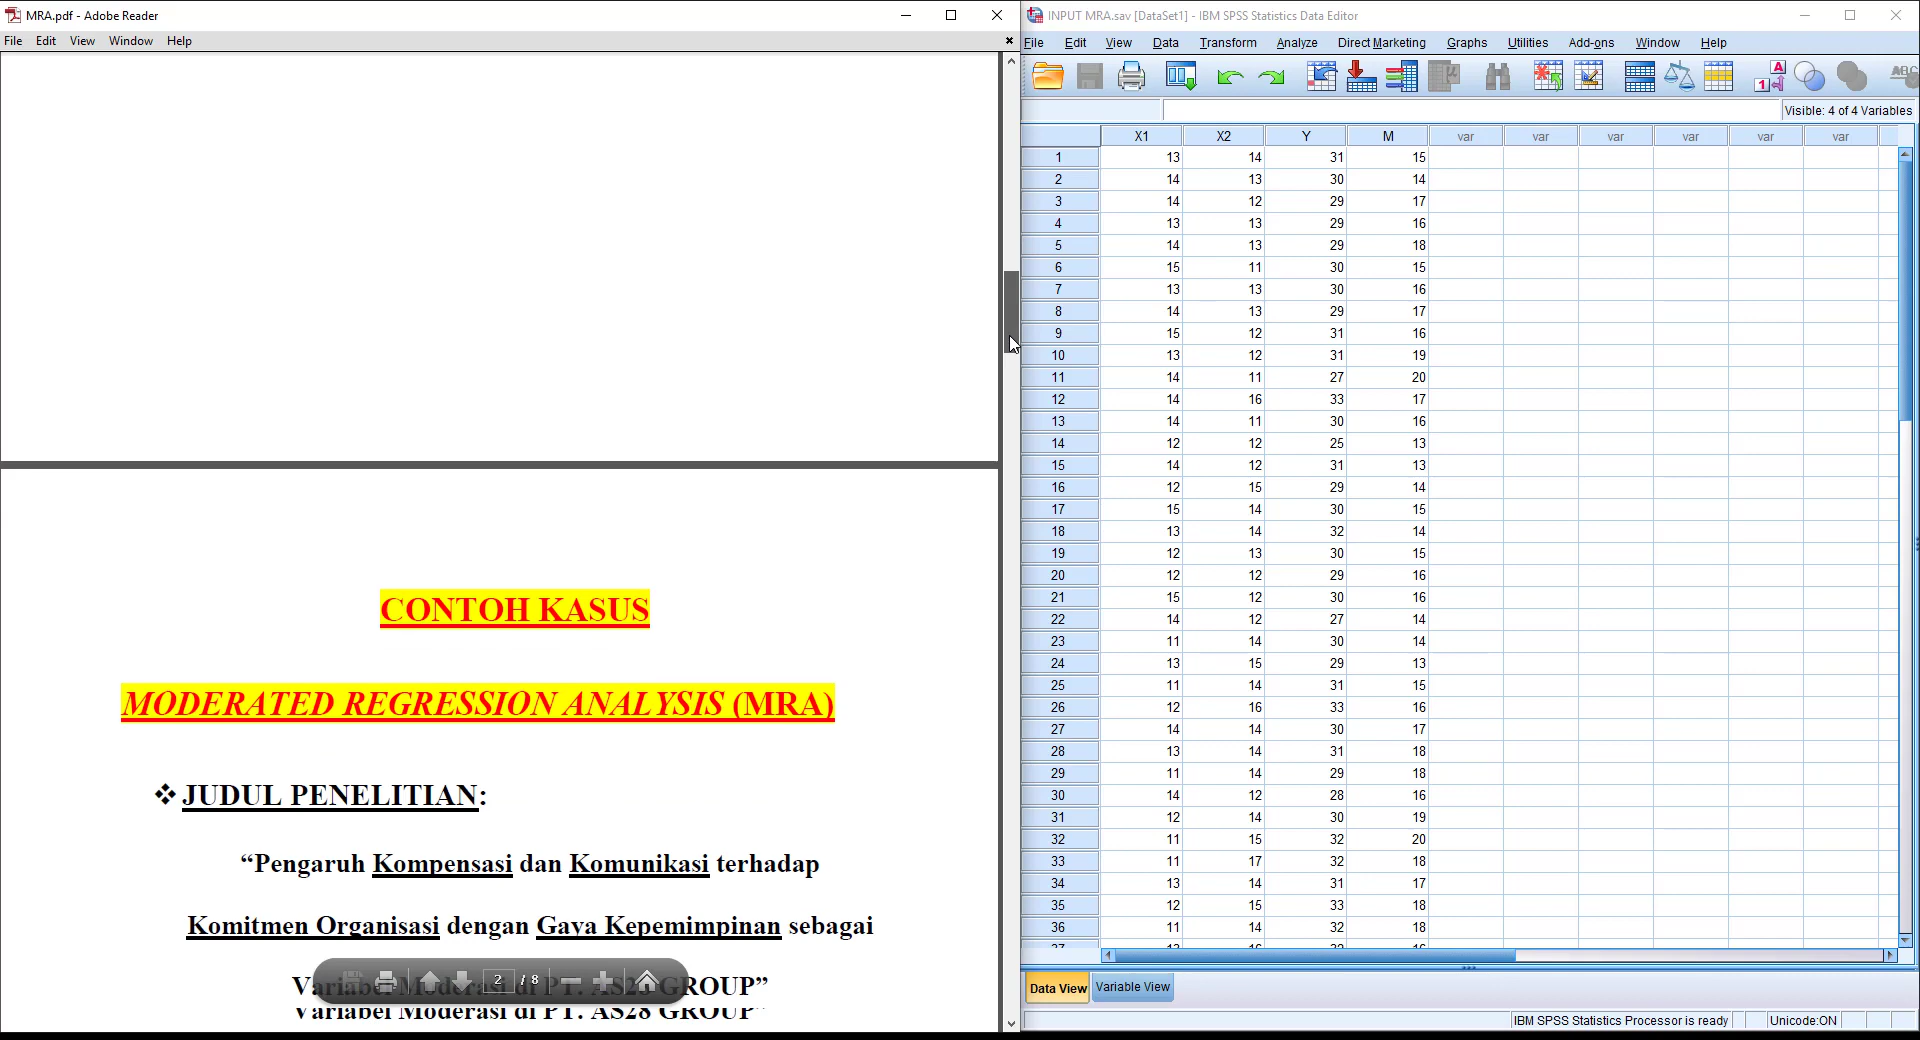 MRA.pdf - Adobe Reader
File Edit View Window Help
CONTOH KASUS
MODERATED REGRESSION ANALYSIS (MRA)
❖ JUDUL PENELITIAN:
“Pengaruh Kompensasi dan Komunikasi terhadap
Komitmen Organisasi dengan Gaya Kepemimpinan sebagai
Variabel Moderasi di PT. AS28 GROUP”
2 / 8
INPUT MRA.sav [DataSet1] - IBM SPSS Statistics Data Editor
File Edit View Data Transform Analyze Direct Marketing Graphs Utilities Add-ons Window Help
Visible: 4 of 4 Variables
X1 X2 Y M var var var var var var
1 13 14 31 15
2 14 13 30 14
3 14 12 29 17
4 13 13 29 16
5 14 13 29 18
6 15 11 30 15
7 13 13 30 16
8 14 13 29 17
9 15 12 31 16
10 13 12 31 19
11 14 11 27 20
12 14 16 33 17
13 14 11 30 16
14 12 12 25 13
15 14 12 31 13
16 12 15 29 14
17 15 14 30 15
18 13 14 32 14
19 12 13 30 15
20 12 12 29 16
21 15 12 30 16
22 14 12 27 14
23 11 14 30 14
24 13 15 29 13
25 11 14 31 15
26 12 16 33 16
27 14 14 30 17
28 13 14 31 18
29 11 14 29 18
30 14 12 28 16
31 12 14 30 19
32 11 15 32 20
33 11 17 32 18
34 13 14 31 17
35 12 15 33 18
36 11 14 32 18
Data View Variable View
IBM SPSS Statistics Processor is ready Unicode:ON